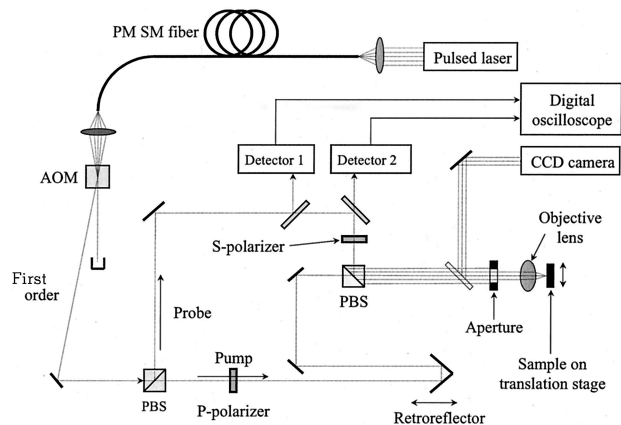 PM SM fiber
Pulsed laser
Digital
oscilloscope
Detector 1
Detector 2
CCD camera
AOM
Objective
lens
S-polarizer
First
order
PBS
Probe
Aperture
Pump
Sample on
translation stage
PBS
P-polarizer
Retroreflector